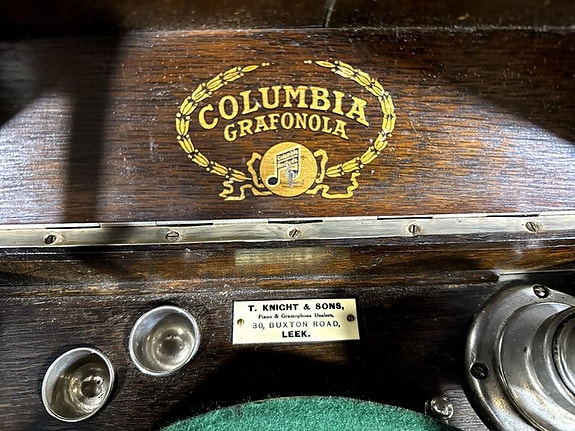 COLUMBIA
GRAFONOLA
T. KNIGHT & SONS,
Piano & Gramophone Dealers,
30, BUXTON ROAD,
LEEK.